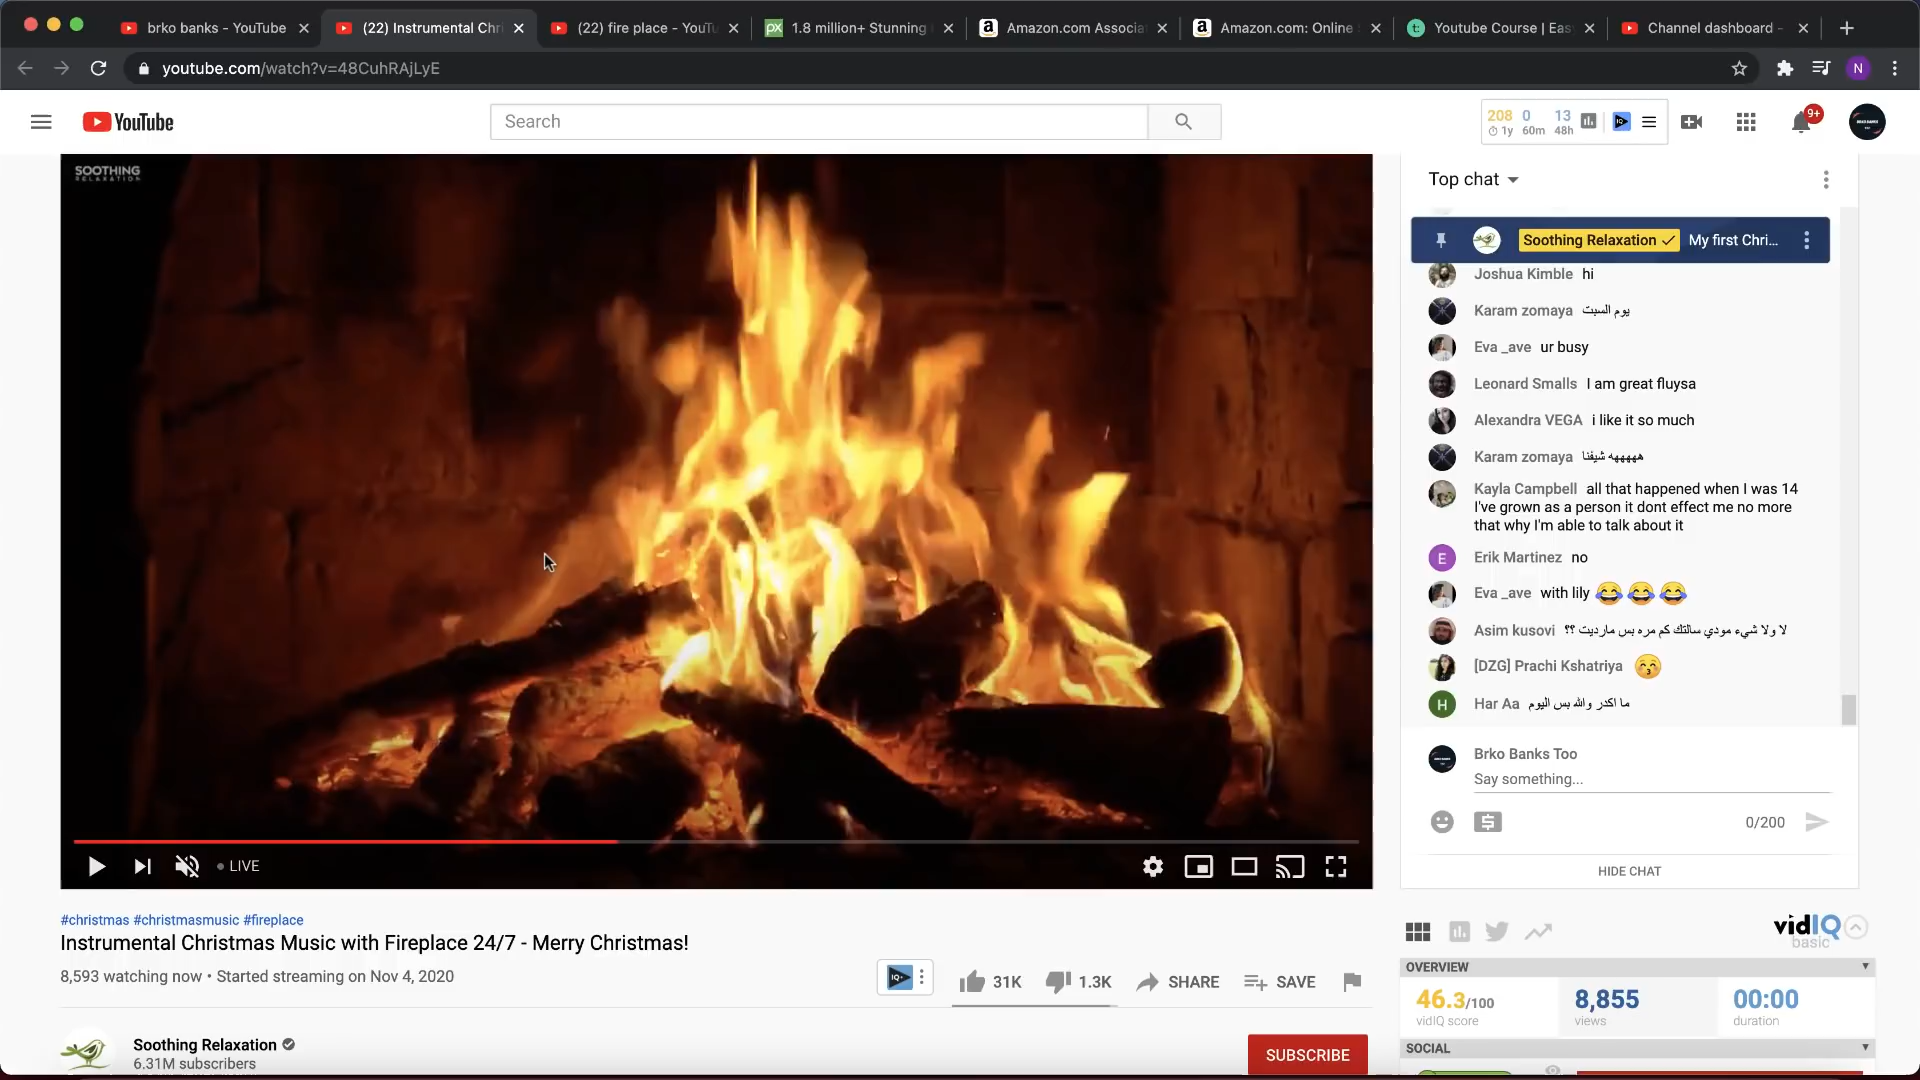 brko banks - YouTube
(22) Instrumental Chri
(22) fire place - YouTu
1.8 million+ Stunning
Amazon.com Associa
Amazon.com: Online
Youtube Course | Eas
Channel dashboard -
youtube.com/watch?v=48CuhRAjLyE
N
YouTube
Search
208 0 13
1y 60m 48h
9+
SOOTHING
RELAXATION
Top chat
Soothing Relaxation My first Chri...
Joshua Kimble hi
Karam zomaya يوم السبت
Eva _ave ur busy
Leonard Smalls I am great fluysa
Alexandra VEGA i like it so much
Karam zomaya هههههه شيفنا
Kayla Campbell all that happened when I was 14
I've grown as a person it dont effect me no more
that why I'm able to talk about it
E Erik Martinez no
Eva _ave with lily 😂 😂 😂
Asim kusovi لا ولا شيء مودي سالتك كم مره بس مارديت ؟؟
[DZG] Prachi Kshatriya 😚
H Har Aa ما اكدر والله بس اليوم
Brko Banks Too
Say something...
0/200
HIDE CHAT
LIVE
#christmas #christmasmusic #fireplace
Instrumental Christmas Music with Fireplace 24/7 - Merry Christmas!
8,593 watching now • Started streaming on Nov 4, 2020
31K 1.3K SHARE SAVE
Soothing Relaxation
6.31M subscribers
SUBSCRIBE
vidIQ
basic
OVERVIEW
46.3/100 8,855 00:00
vidIQ score views duration
SOCIAL